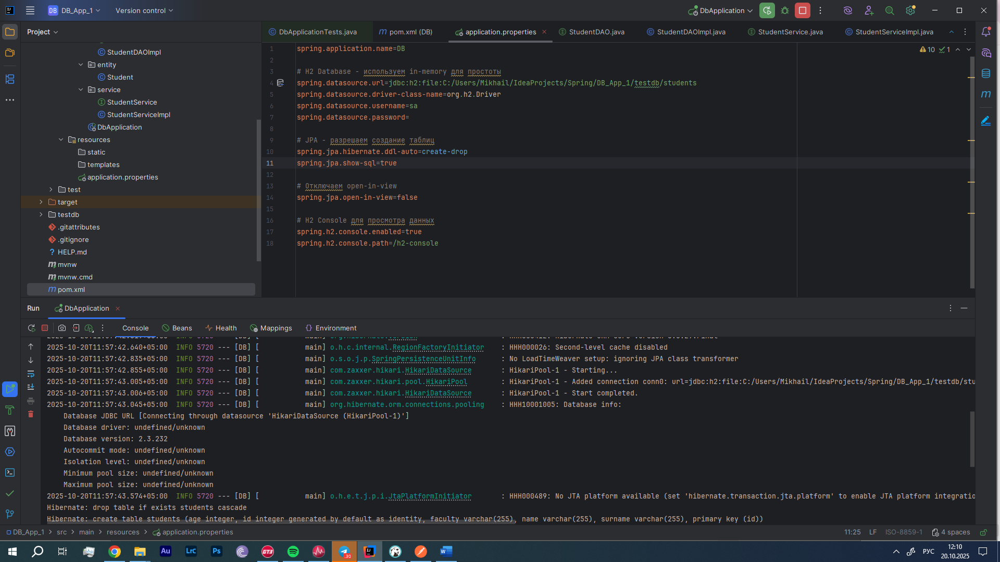 DB DB_App_1 Version control DbApplication
Project
StudentDAOImpl
entity
Student
service
StudentService
StudentServiceImpl
DbApplication
resources
static
templates
application.properties
test
target
testdb
.gitattributes
.gitignore
HELP.md
mvnw
mvnw.cmd
pom.xml
DbApplicationTests.java pom.xml (DB) application.properties StudentDAO.java StudentDAOImpl.java StudentService.java StudentServiceImpl.java
10 1
1 spring.application.name=DB
2
3 # H2 Database - используем in-memory для простоты
4 spring.datasource.url=jdbc:h2:file:C:/Users/Mikhail/IdeaProjects/Spring/DB_App_1/testdb/students
5 spring.datasource.driver-class-name=org.h2.Driver
6 spring.datasource.username=sa
7 spring.datasource.password=
8
9 # JPA - разрешаем создание таблиц
10 spring.jpa.hibernate.ddl-auto=create-drop
11 spring.jpa.show-sql=true
12
13 # Отключаем open-in-view
14 spring.jpa.open-in-view=false
15
16 # H2 Console для просмотра данных
17 spring.h2.console.enabled=true
18 spring.h2.console.path=/h2-console
Run DbApplication
Console Beans Health Mappings Environment
2025-10-20T11:57:42.640+05:00 INFO 5720 --- [DB] [ main] o.h.c.internal.RegionFactoryInitiator : HHH000026: Second-level cache disabled
2025-10-20T11:57:42.835+05:00 INFO 5720 --- [DB] [ main] o.s.o.j.p.SpringPersistenceUnitInfo : No LoadTimeWeaver setup: ignoring JPA class transformer
2025-10-20T11:57:42.855+05:00 INFO 5720 --- [DB] [ main] com.zaxxer.hikari.HikariDataSource : HikariPool-1 - Starting...
2025-10-20T11:57:43.005+05:00 INFO 5720 --- [DB] [ main] com.zaxxer.hikari.pool.HikariPool : HikariPool-1 - Added connection conn0: url=jdbc:h2:file:C:/Users/Mikhail/IdeaProjects/Spring/DB_App_1/testdb/stu
2025-10-20T11:57:43.006+05:00 INFO 5720 --- [DB] [ main] com.zaxxer.hikari.HikariDataSource : HikariPool-1 - Start completed.
2025-10-20T11:57:43.045+05:00 INFO 5720 --- [DB] [ main] org.hibernate.orm.connections.pooling : HHH10001005: Database info:
Database JDBC URL [Connecting through datasource 'HikariDataSource (HikariPool-1)']
Database driver: undefined/unknown
Database version: 2.3.232
Autocommit mode: undefined/unknown
Isolation level: undefined/unknown
Minimum pool size: undefined/unknown
Maximum pool size: undefined/unknown
2025-10-20T11:57:43.574+05:00 INFO 5720 --- [DB] [ main] o.h.e.t.j.p.i.JtaPlatformInitiator : HHH000489: No JTA platform available (set 'hibernate.transaction.jta.platform' to enable JTA platform integratio
Hibernate: drop table if exists students cascade
Hibernate: create table students (age integer, id integer generated by default as identity, faculty varchar(255), name varchar(255), surname varchar(255), primary key (id))
DB_App_1 > src > main > resources > application.properties 11:25 LF ISO-8859-1 4 spaces
Au LrC Ps GT3 .30 W РУС 12:10
20.10.2025